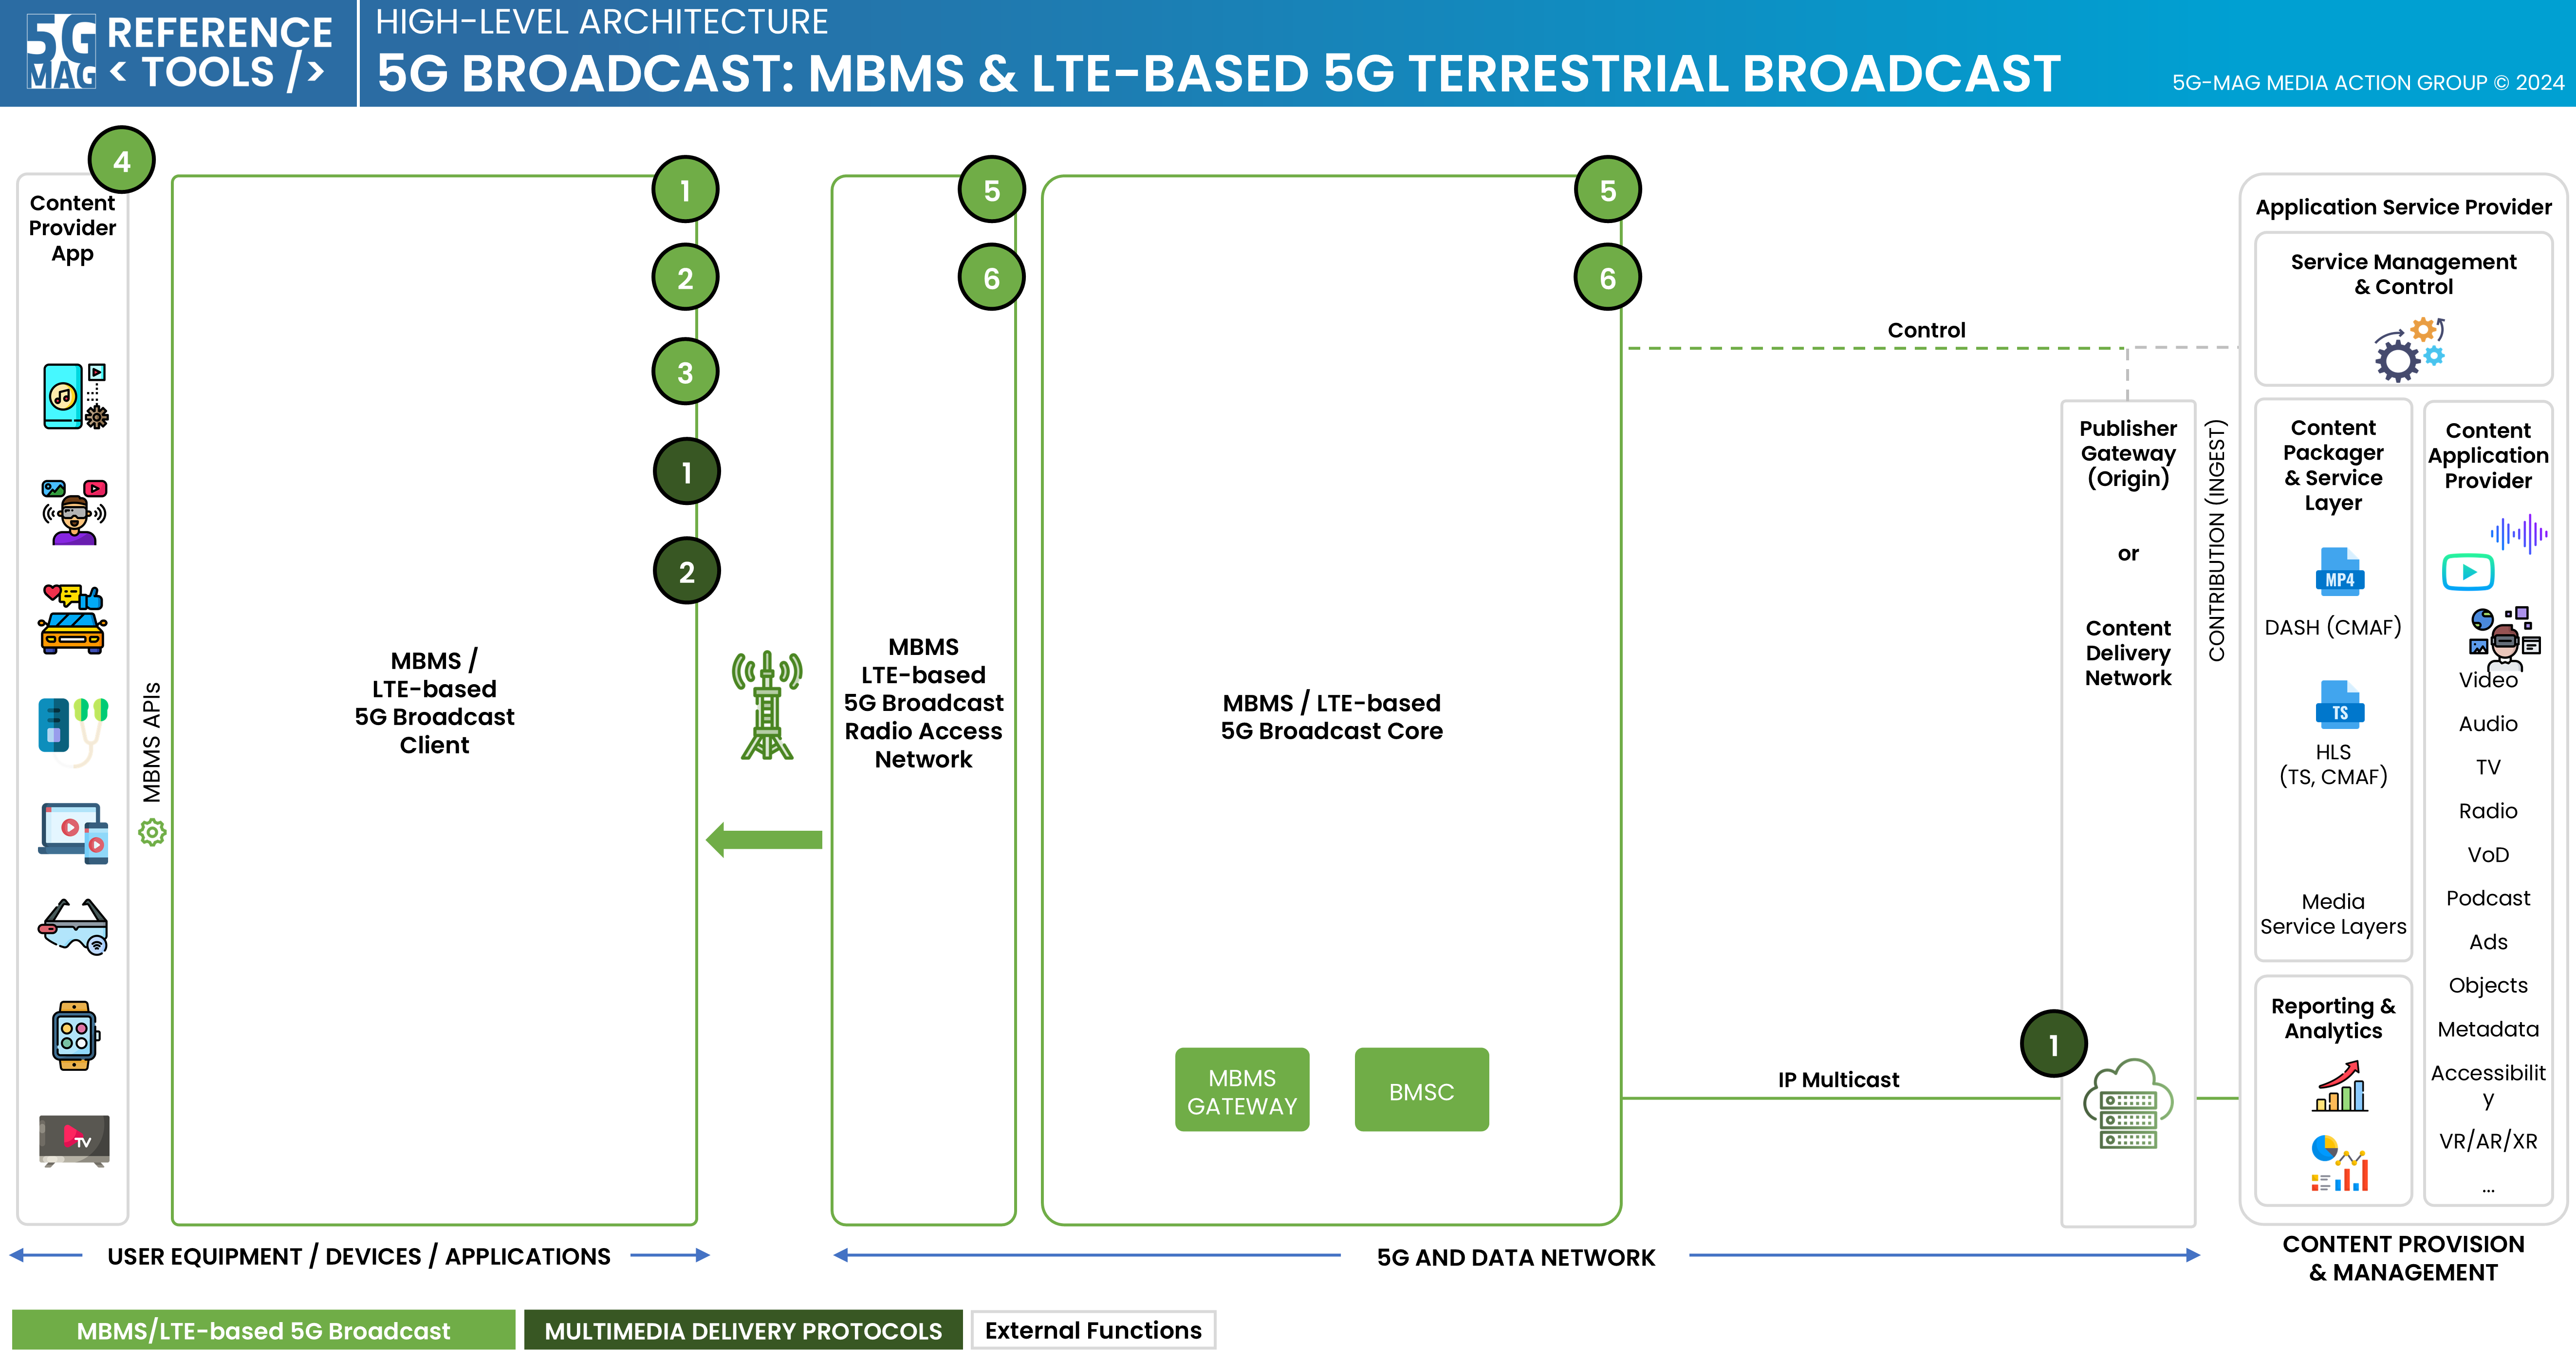 5G
MAG
REFERENCE
< TOOLS />
HIGH-LEVEL ARCHITECTURE
5G BROADCAST: MBMS & LTE-BASED 5G TERRESTRIAL BROADCAST
5G-MAG MEDIA ACTION GROUP © 2024
4
Content
Provider
App
TV
MBMS APIs
1
2
3
1
2
MBMS /
LTE-based
5G Broadcast
Client
5
6
MBMS
LTE-based
5G Broadcast
Radio Access
Network
5
6
MBMS / LTE-based
5G Broadcast Core
MBMS
GATEWAY
BMSC
Control
IP Multicast
Publisher
Gateway
(Origin)
or
Content
Delivery
Network
1
CONTRIBUTION (INGEST)
Application Service Provider
Service Management
& Control
Content
Packager
& Service
Layer
MP4
DASH (CMAF)
TS
HLS
(TS, CMAF)
Media
Service Layers
Reporting &
Analytics
Content
Application
Provider
Video
Audio
TV
Radio
VoD
Podcast
Ads
Objects
Metadata
Accessibilit
y
VR/AR/XR
...
USER EQUIPMENT / DEVICES / APPLICATIONS
5G AND DATA NETWORK
CONTENT PROVISION
& MANAGEMENT
MBMS/LTE-based 5G Broadcast
MULTIMEDIA DELIVERY PROTOCOLS
External Functions